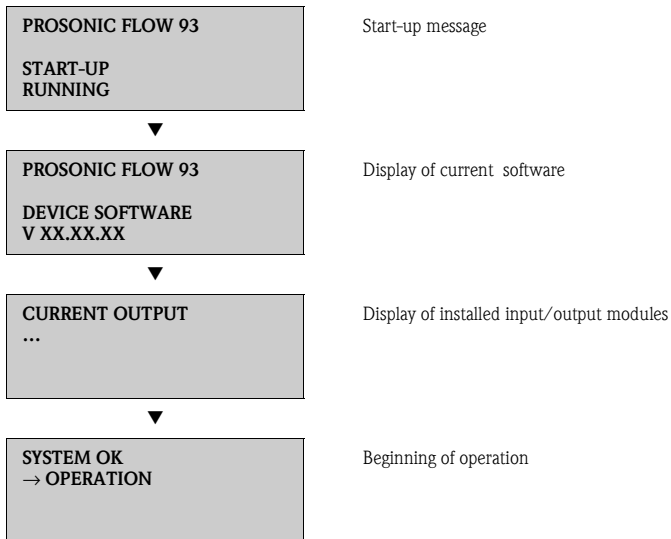 PROSONIC FLOW 93 Start-up message
START-UP
RUNNING
▼
PROSONIC FLOW 93 Display of current software
DEVICE SOFTWARE
V XX.XX.XX
▼
CURRENT OUTPUT Display of installed input/output modules
...
▼
SYSTEM OK Beginning of operation
→ OPERATION